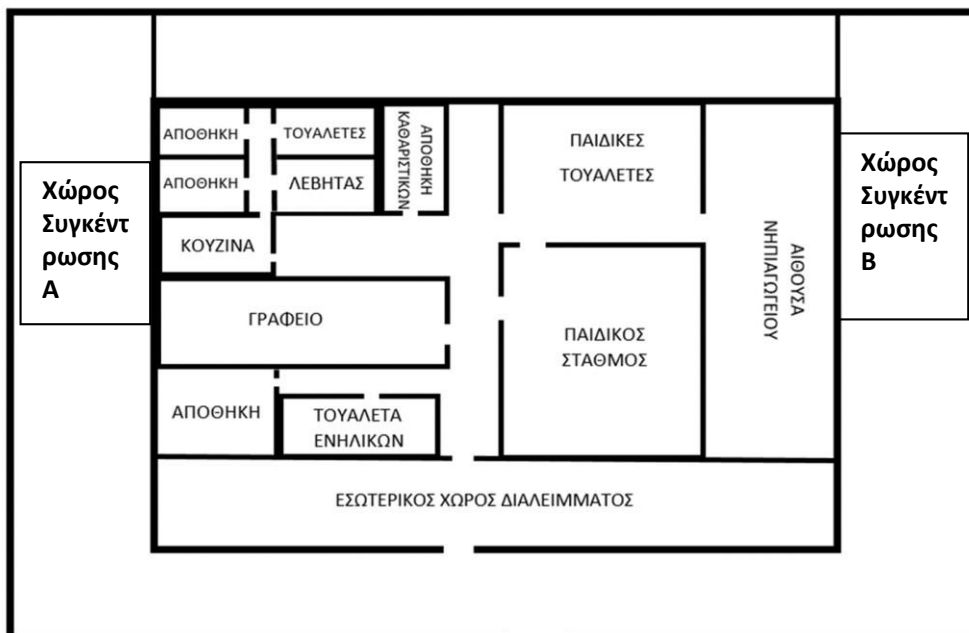 ΑΠΟΘΗΚΗ
ΤΟΥΑΛΕΤΕΣ
ΑΠΟΘΗΚΗ
ΚΑΘΑΡΙΣΤΙΚΩΝ
ΠΑΙΔΙΚΕΣ
ΤΟΥΑΛΕΤΕΣ
Χώρος
Συγκέντ
ρωσης
Α
ΑΠΟΘΗΚΗ
ΛΕΒΗΤΑΣ
Χώρος
Συγκέντ
ρωσης
Β
ΚΟΥΖΙΝΑ
ΑΙΘΟΥΣΑ
ΝΗΠΙΑΓΩΓΕΙΟΥ
ΓΡΑΦΕΙΟ
ΠΑΙΔΙΚΟΣ
ΣΤΑΘΜΟΣ
ΑΠΟΘΗΚΗ
ΤΟΥΑΛΕΤΑ
ΕΝΗΛΙΚΩΝ
ΕΣΩΤΕΡΙΚΟΣ ΧΩΡΟΣ ΔΙΑΛΕΙΜΜΑΤΟΣ